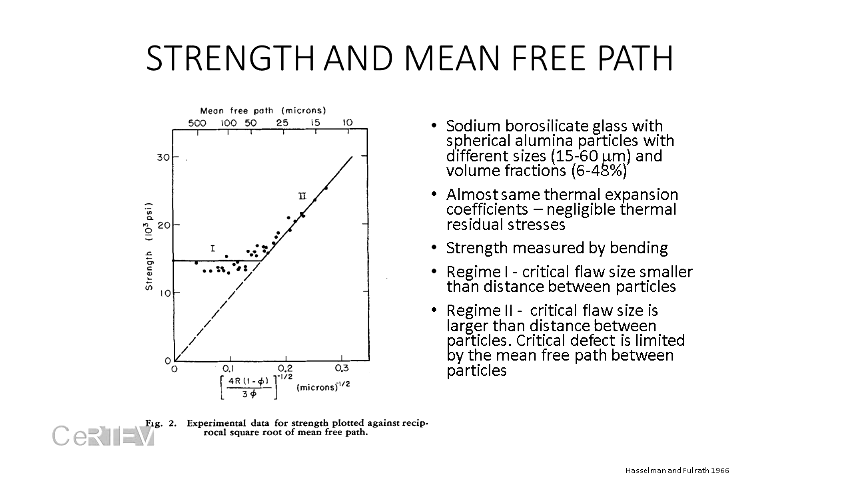 STRENGTH AND MEAN FREE PATH
Mean free path (microns)
500 100 50 25 15 10
30
20
10
0
Strength (10³ psi)
I
II
0 0.1 0.2 0.3
[4R(1-ϕ)/3ϕ]^-1/2 (microns)^-1/2
Fig. 2. Experimental data for strength plotted against recip-
rocal square root of mean free path.
• Sodium borosilicate glass with
spherical alumina particles with
different sizes (15-60 µm) and
volume fractions (6-48%)
• Almost same thermal expansion
coefficients – negligible thermal
residual stresses
• Strength measured by bending
• Regime I - critical flaw size smaller
than distance between particles
• Regime II - critical flaw size is
larger than distance between
particles. Critical defect is limited
by the mean free path between
particles
CeRTEV
Hasselman and Fulrath 1966